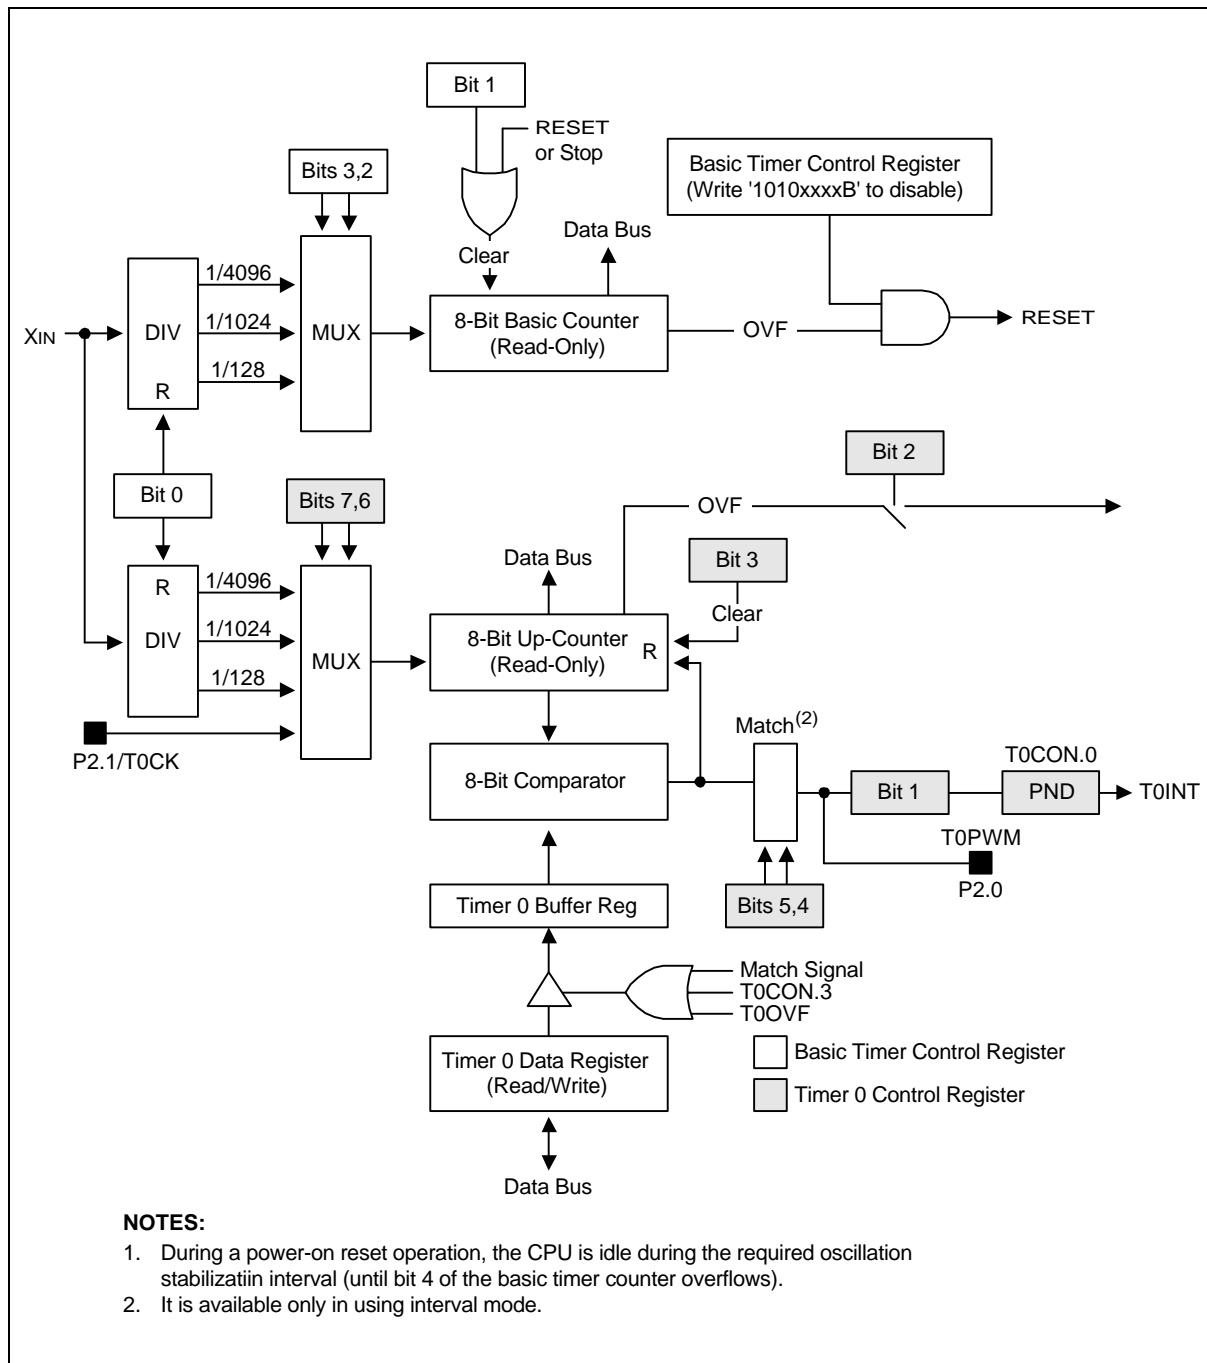 Bit 1
RESET
or Stop
Bits 3,2
Basic Timer Control Register
(Write '1010xxxxB' to disable)
Data Bus
Clear
1/4096
XIN
DIV
1/1024
MUX
8-Bit Basic Counter
(Read-Only)
OVF
RESET
1/128
R
Bit 0
Bits 7,6
Bit 2
OVF
Data Bus
Bit 3
Clear
R
1/4096
DIV
1/1024
MUX
8-Bit Up-Counter
(Read-Only)
R
1/128
P2.1/T0CK
8-Bit Comparator
Match(2)
T0CON.0
Bit 1
PND
T0INT
T0PWM
P2.0
Timer 0 Buffer Reg
Bits 5,4
Match Signal
T0CON.3
T0OVF
Timer 0 Data Register
(Read/Write)
Basic Timer Control Register
Timer 0 Control Register
Data Bus
NOTES:
1. During a power-on reset operation, the CPU is idle during the required oscillation
stabilizatiin interval (until bit 4 of the basic timer counter overflows).
2. It is available only in using interval mode.